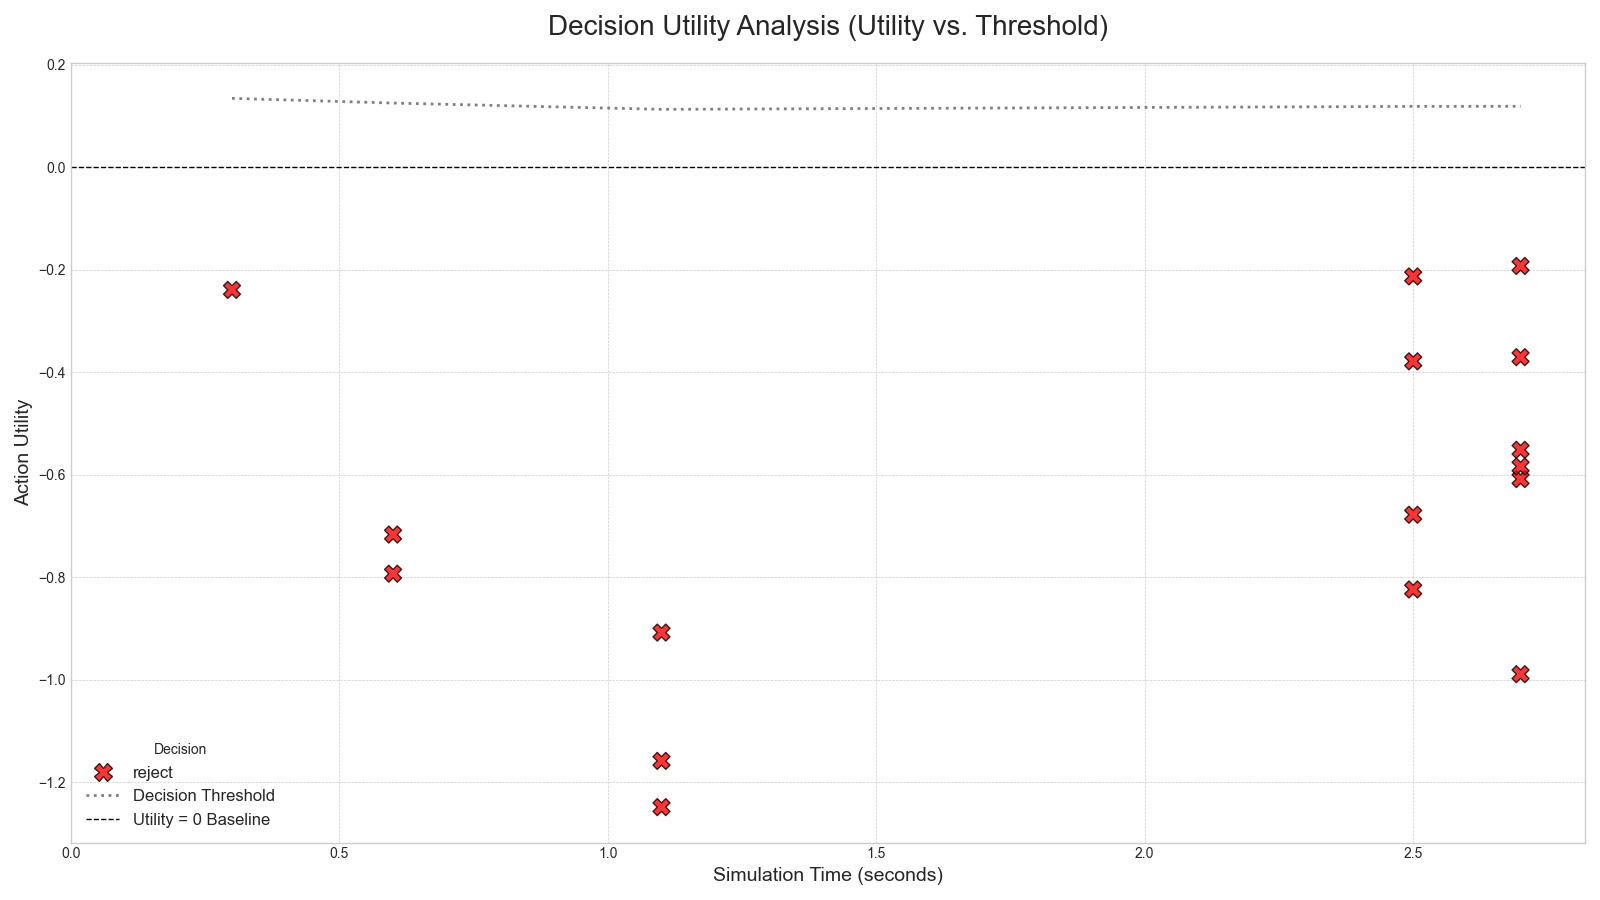 Decision Utility Analysis (Utility vs. Threshold)
0.2
0.0
−0.2
−0.4
−0.6
−0.8
−1.0
−1.2
Action Utility
Decision
reject
Decision Threshold
Utility = 0 Baseline
0.0 0.5 1.0 1.5 2.0 2.5
Simulation Time (seconds)